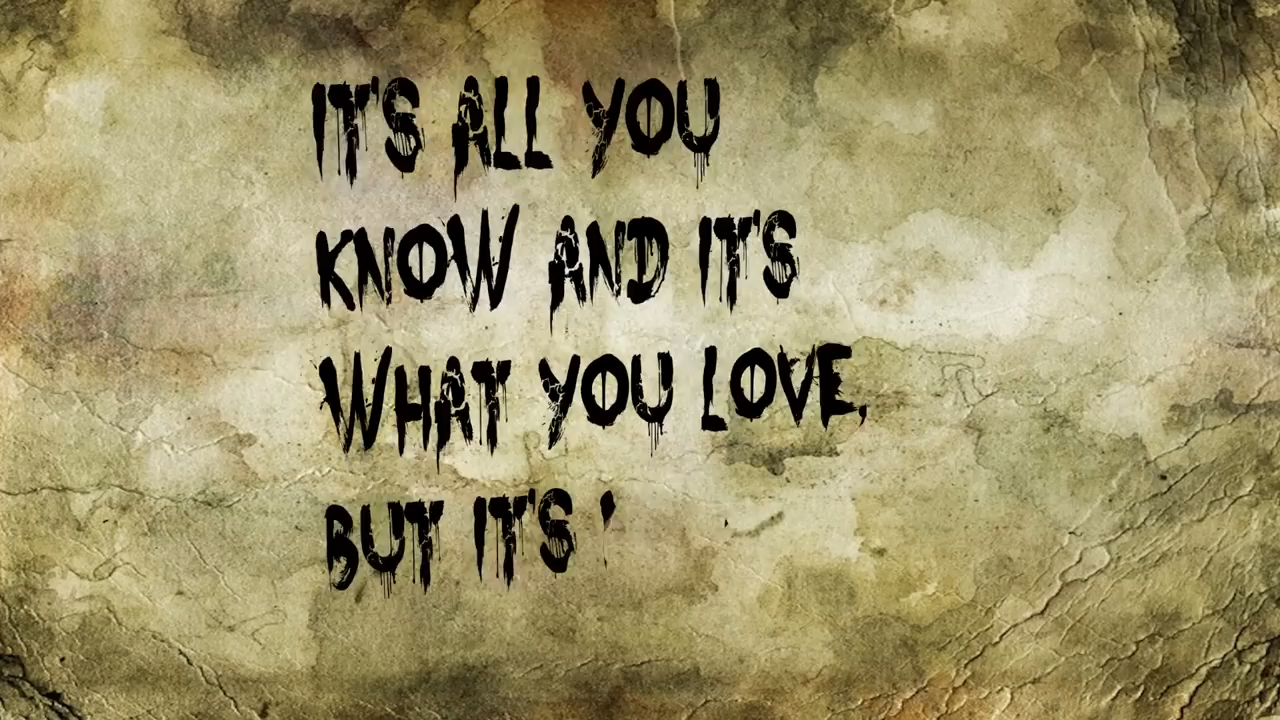 IT'S ALL YOU
KNOW AND IT'S
WHAT YOU LOVE,
BUT IT'S